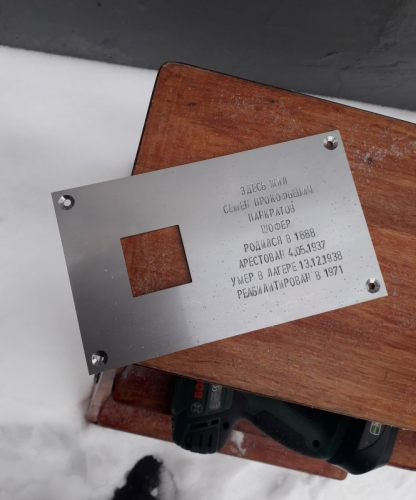 ЗДЕСЬ ЖИЛ
СЕМЕН ПРОКОФЬЕВИЧ
ПАНКРАТОВ
ШОФЕР
РОДИЛСЯ В 1888
АРЕСТОВАН 4.05.1937
УМЕР В ЛАГЕРЕ 13.12.1938
РЕАБИЛИТИРОВАН В 1971